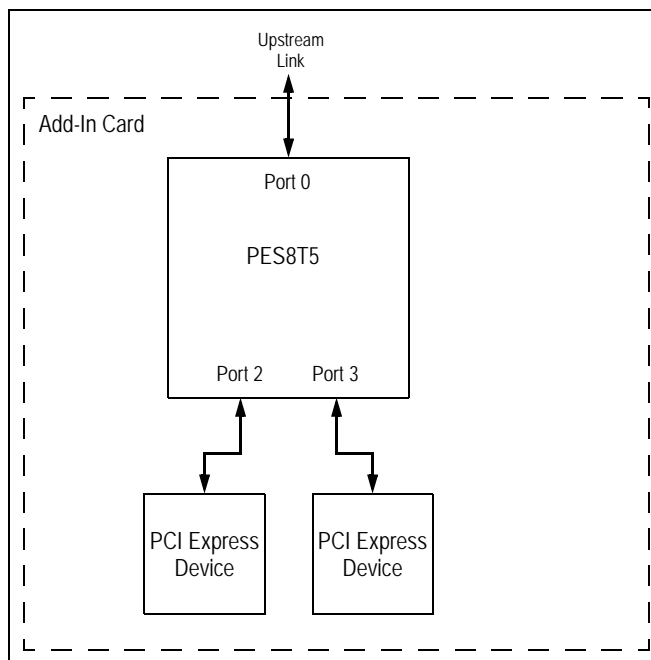 Upstream
Link
Add-In Card
Port 0
PES8T5
Port 2 Port 3
PCI Express
Device
PCI Express
Device